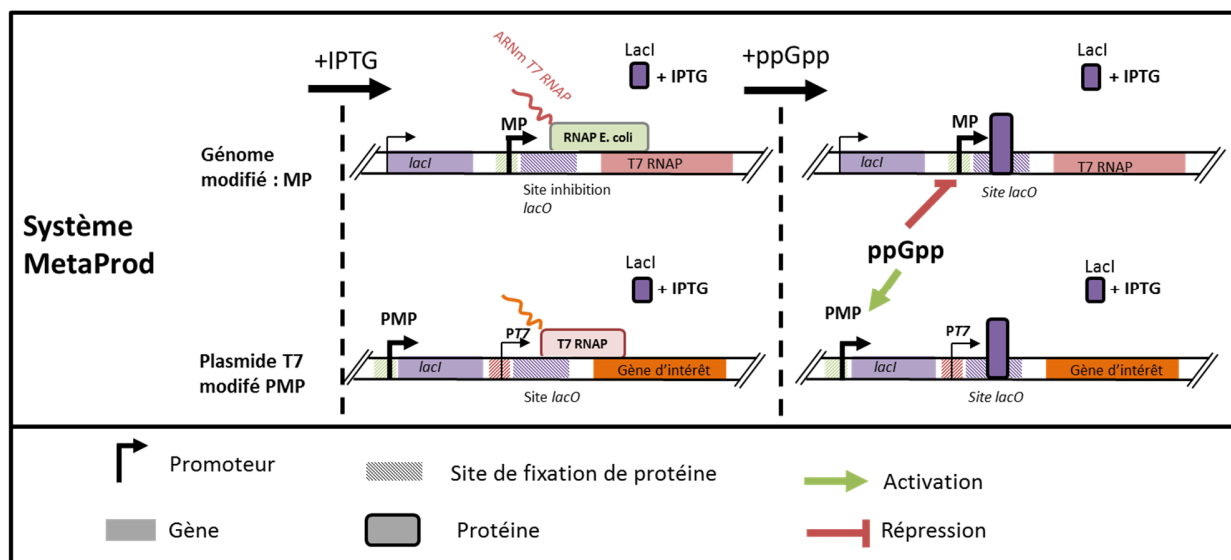 +IPTG
ARNm T7 RNAP
LacI
+ IPTG
+ppGpp
LacI
+ IPTG
Génome
modifié : MP
MP
RNAP E. coli
lacI
T7 RNAP
Site inhibition
lacO
MP
lacI
T7 RNAP
Site lacO
Système
MetaProd
ppGpp
LacI
+ IPTG
LacI
+ IPTG
Plasmide T7
modifé PMP
PMP
PT7
T7 RNAP
lacI
Gène d'intérêt
Site lacO
PMP
PT7
lacI
Gène d'intérêt
Site lacO
Promoteur
Site de fixation de protéine
Activation
Gène
Protéine
Répression